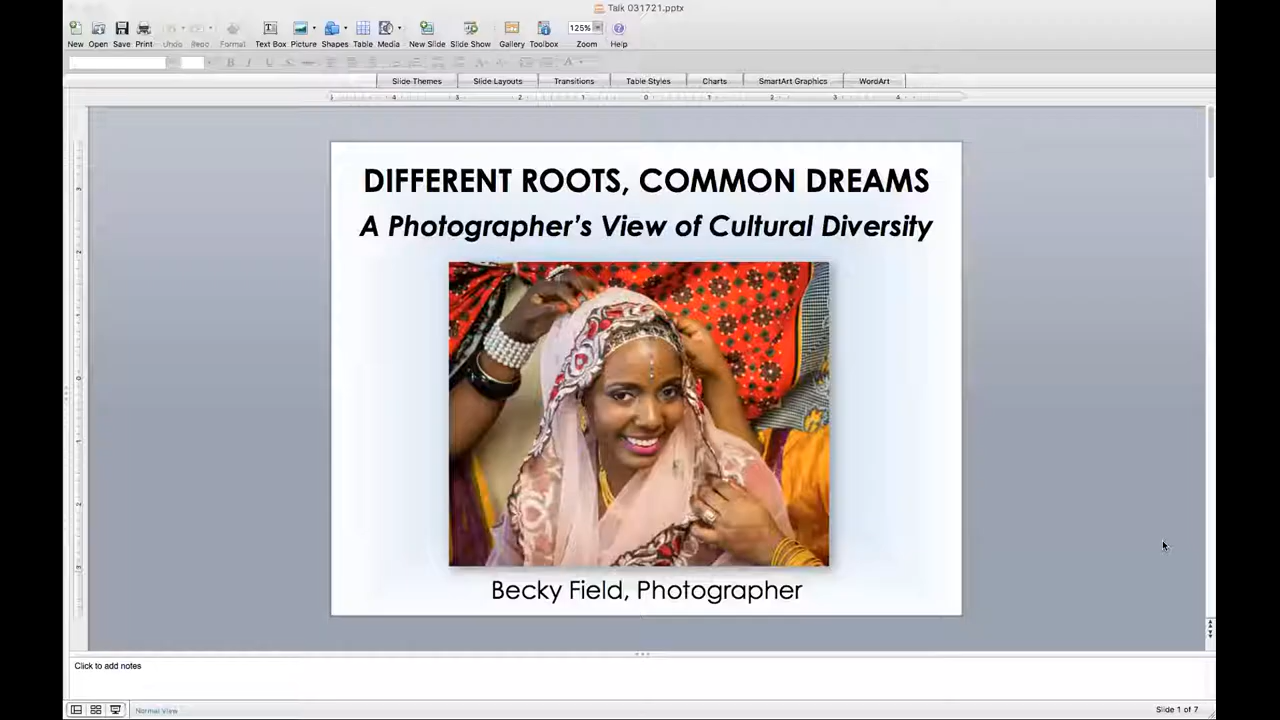 Talk 031721.pptx
New Open Save Print Undo Redo Format Text Box Picture Shapes Table Media New Slide Slide Show Gallery Toolbox Zoom Help
125%
Slide Themes Slide Layouts Transitions Table Styles Charts SmartArt Graphics WordArt
DIFFERENT ROOTS, COMMON DREAMS
A Photographer's View of Cultural Diversity
Becky Field, Photographer
Click to add notes
Normal View
Slide 1 of 7